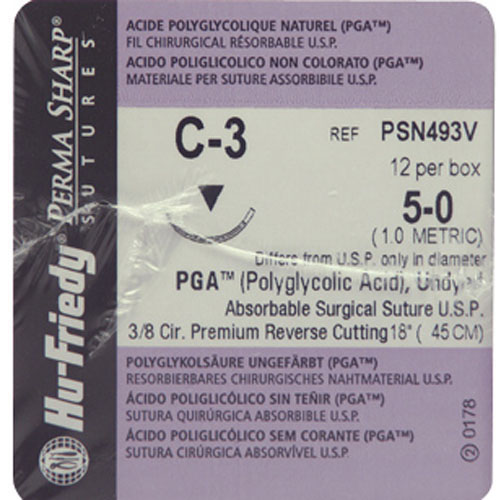 Hu-Friedy® PERMA SHARP®
SUTURES
ACIDE POLYGLYCOLIQUE NATUREL (PGA™)
FIL CHIRURGICAL RÉSORBABLE U.S.P.
ACIDO POLIGLICOLICO NON COLORATO (PGA™)
MATERIALE PER SUTURE ASSORBIBILE U.S.P.
C-3
REF PSN493V
12 per box
5-0
(1.0 METRIC)
Differs from U.S.P. only in diameter
PGA™ (Polyglycolic Acid),
Absorbable Surgical Suture U.S.P.
3/8 Cir. Premium Reverse Cutting 18" ( 45CM)
POLYGLYKOLSÄURE UNGEFÄRBT (PGA™)
RESORBIERBARES CHIRURGISCHES NAHTMATERIAL U.S.P.
ÁCIDO POLIGLICÓLICO SIN TEÑIR (PGA™)
SUTURA QUIRÚRGICA ABSORBIBLE U.S.P.
ÁCIDO POLIGLICÓLICO SEM CORANTE (PGA™)
SUTURA CIRÚRGICA ABSORVÍVEL U.S.P.
② 0178